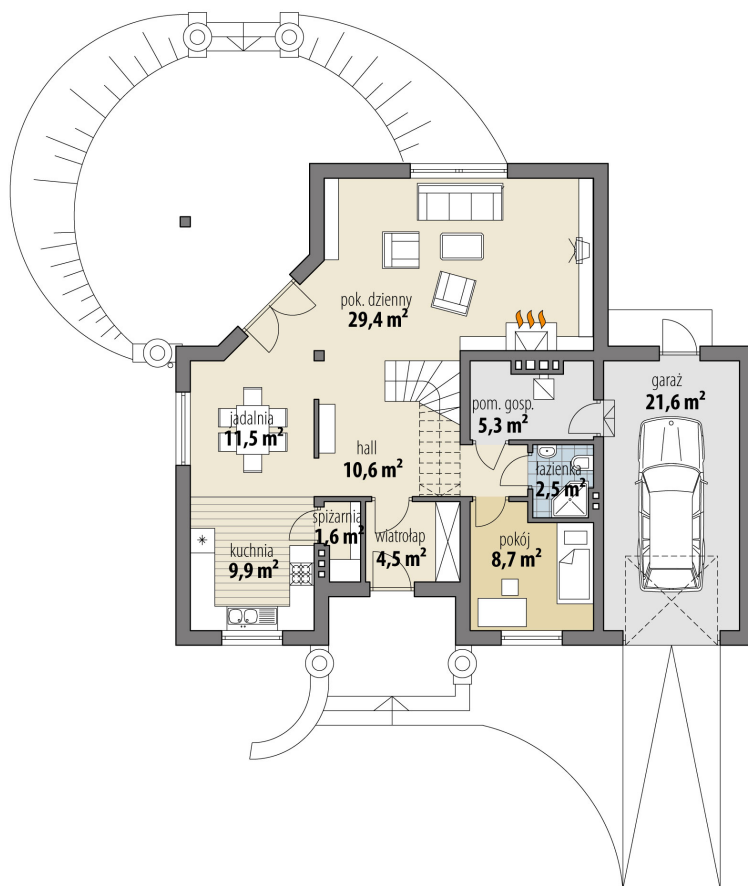 pok. dzienny
29,4 m²
garaż
21,6 m²
pom. gosp.
5,3 m²
jadalnia
11,5 m²
hall
10,6 m²
łazienka
2,5 m²
spiżarnia
1,6 m²
wiatrołap
4,5 m²
pokój
8,7 m²
kuchnia
9,9 m²